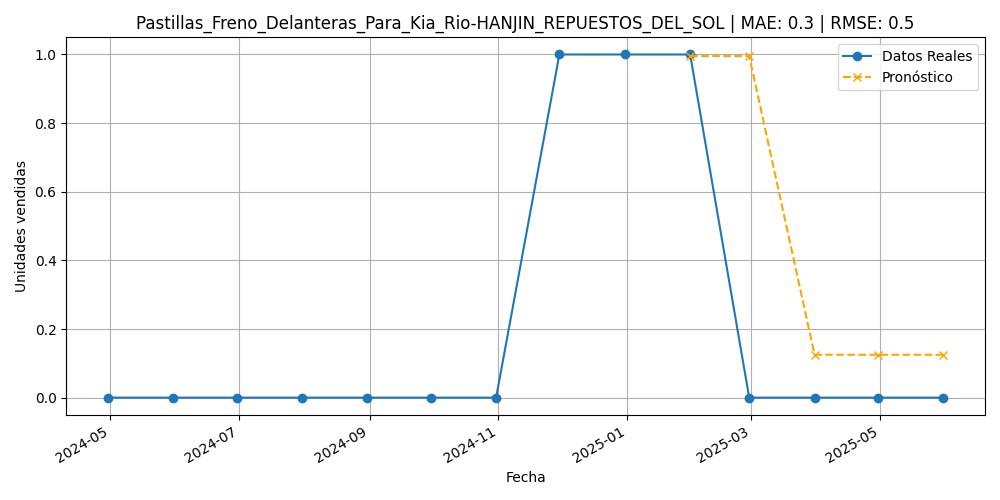 Pastillas_Freno_Delanteras_Para_Kia_Rio-HANJIN_REPUESTOS_DEL_SOL | MAE: 0.3 | RMSE: 0.5
Datos Reales
Pronóstico
Unidades vendidas
1.0
0.8
0.6
0.4
0.2
0.0
2024-05
2024-07
2024-09
2024-11
2025-01
2025-03
2025-05
Fecha